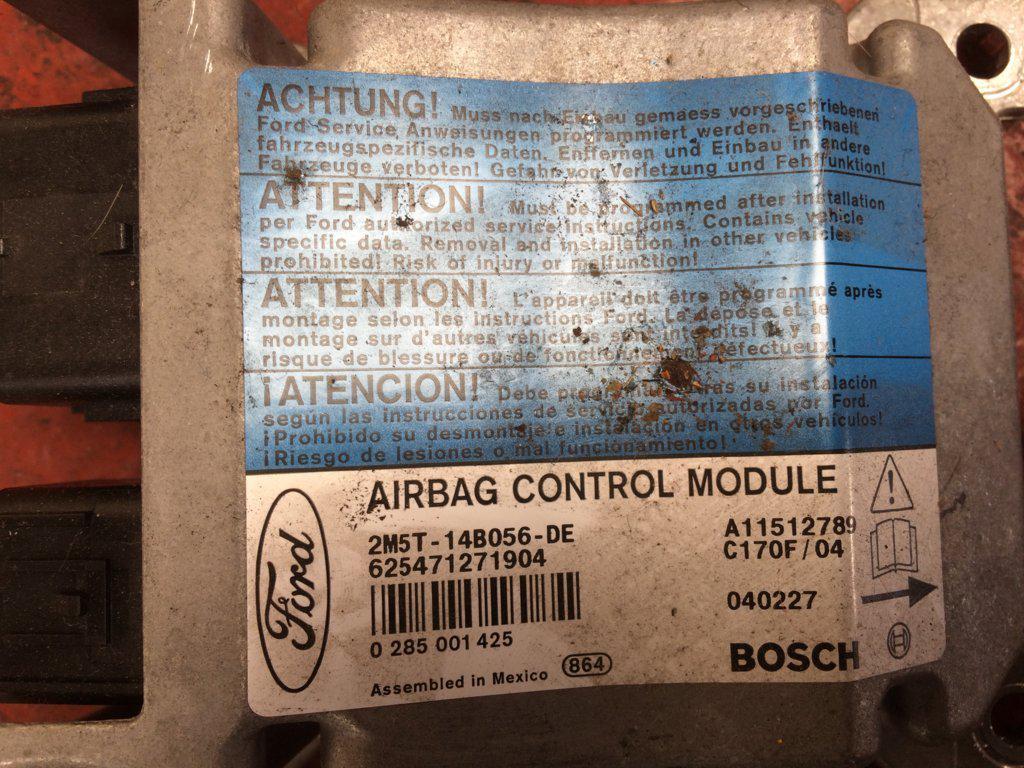 ACHTUNG! Muss nach Einbau gemaess vorgeschriebenen
Ford Service Anweisungen programmiert werden. Enthaelt
fahrzeugspezifische Daten. Entfernen und Einbau in andere
Fahrzeuge verboten! Gefahr von Verletzung und Fehlfunktion!
ATTENTION! Must be programmed after installation
per Ford authorized service instructions. Contains vehicle
specific data. Removal and installation in other vehicles
prohibited! Risk of injury or malfunction!
ATTENTION! L'appareil doit être programmé après
montage selon les instructions Ford. La dépose et le
montage sur d'autres véhicules sont interdits! Il y a
risque de blessure ou de fonctionnement défectueux!
¡ATENCION! Debe programarse tras su instalación
según las instrucciones de servicio autorizadas por Ford.
¡Prohibido su desmontaje e instalación en otros vehículos!
¡Riesgo de lesiones o mal funcionamiento!
AIRBAG CONTROL MODULE
Ford
2M5T-14B056-DE A11512789
625471271904 C170F/04
040227
0 285 001 425
BOSCH
Assembled in Mexico 864